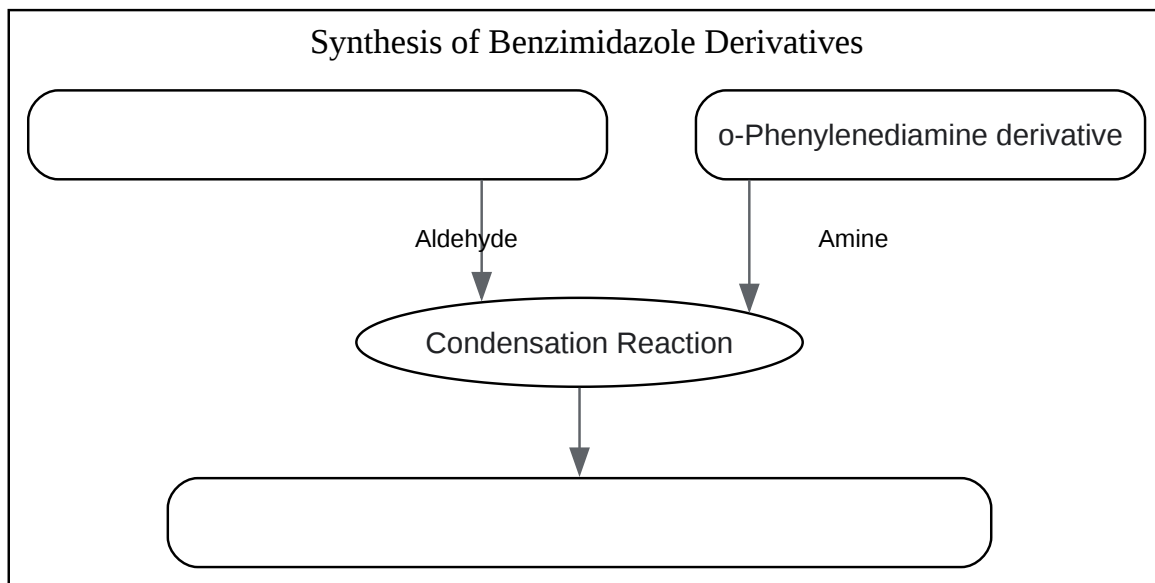 Synthesis of Benzimidazole Derivatives
o-Phenylenediamine derivative
Aldehyde
Amine
Condensation Reaction